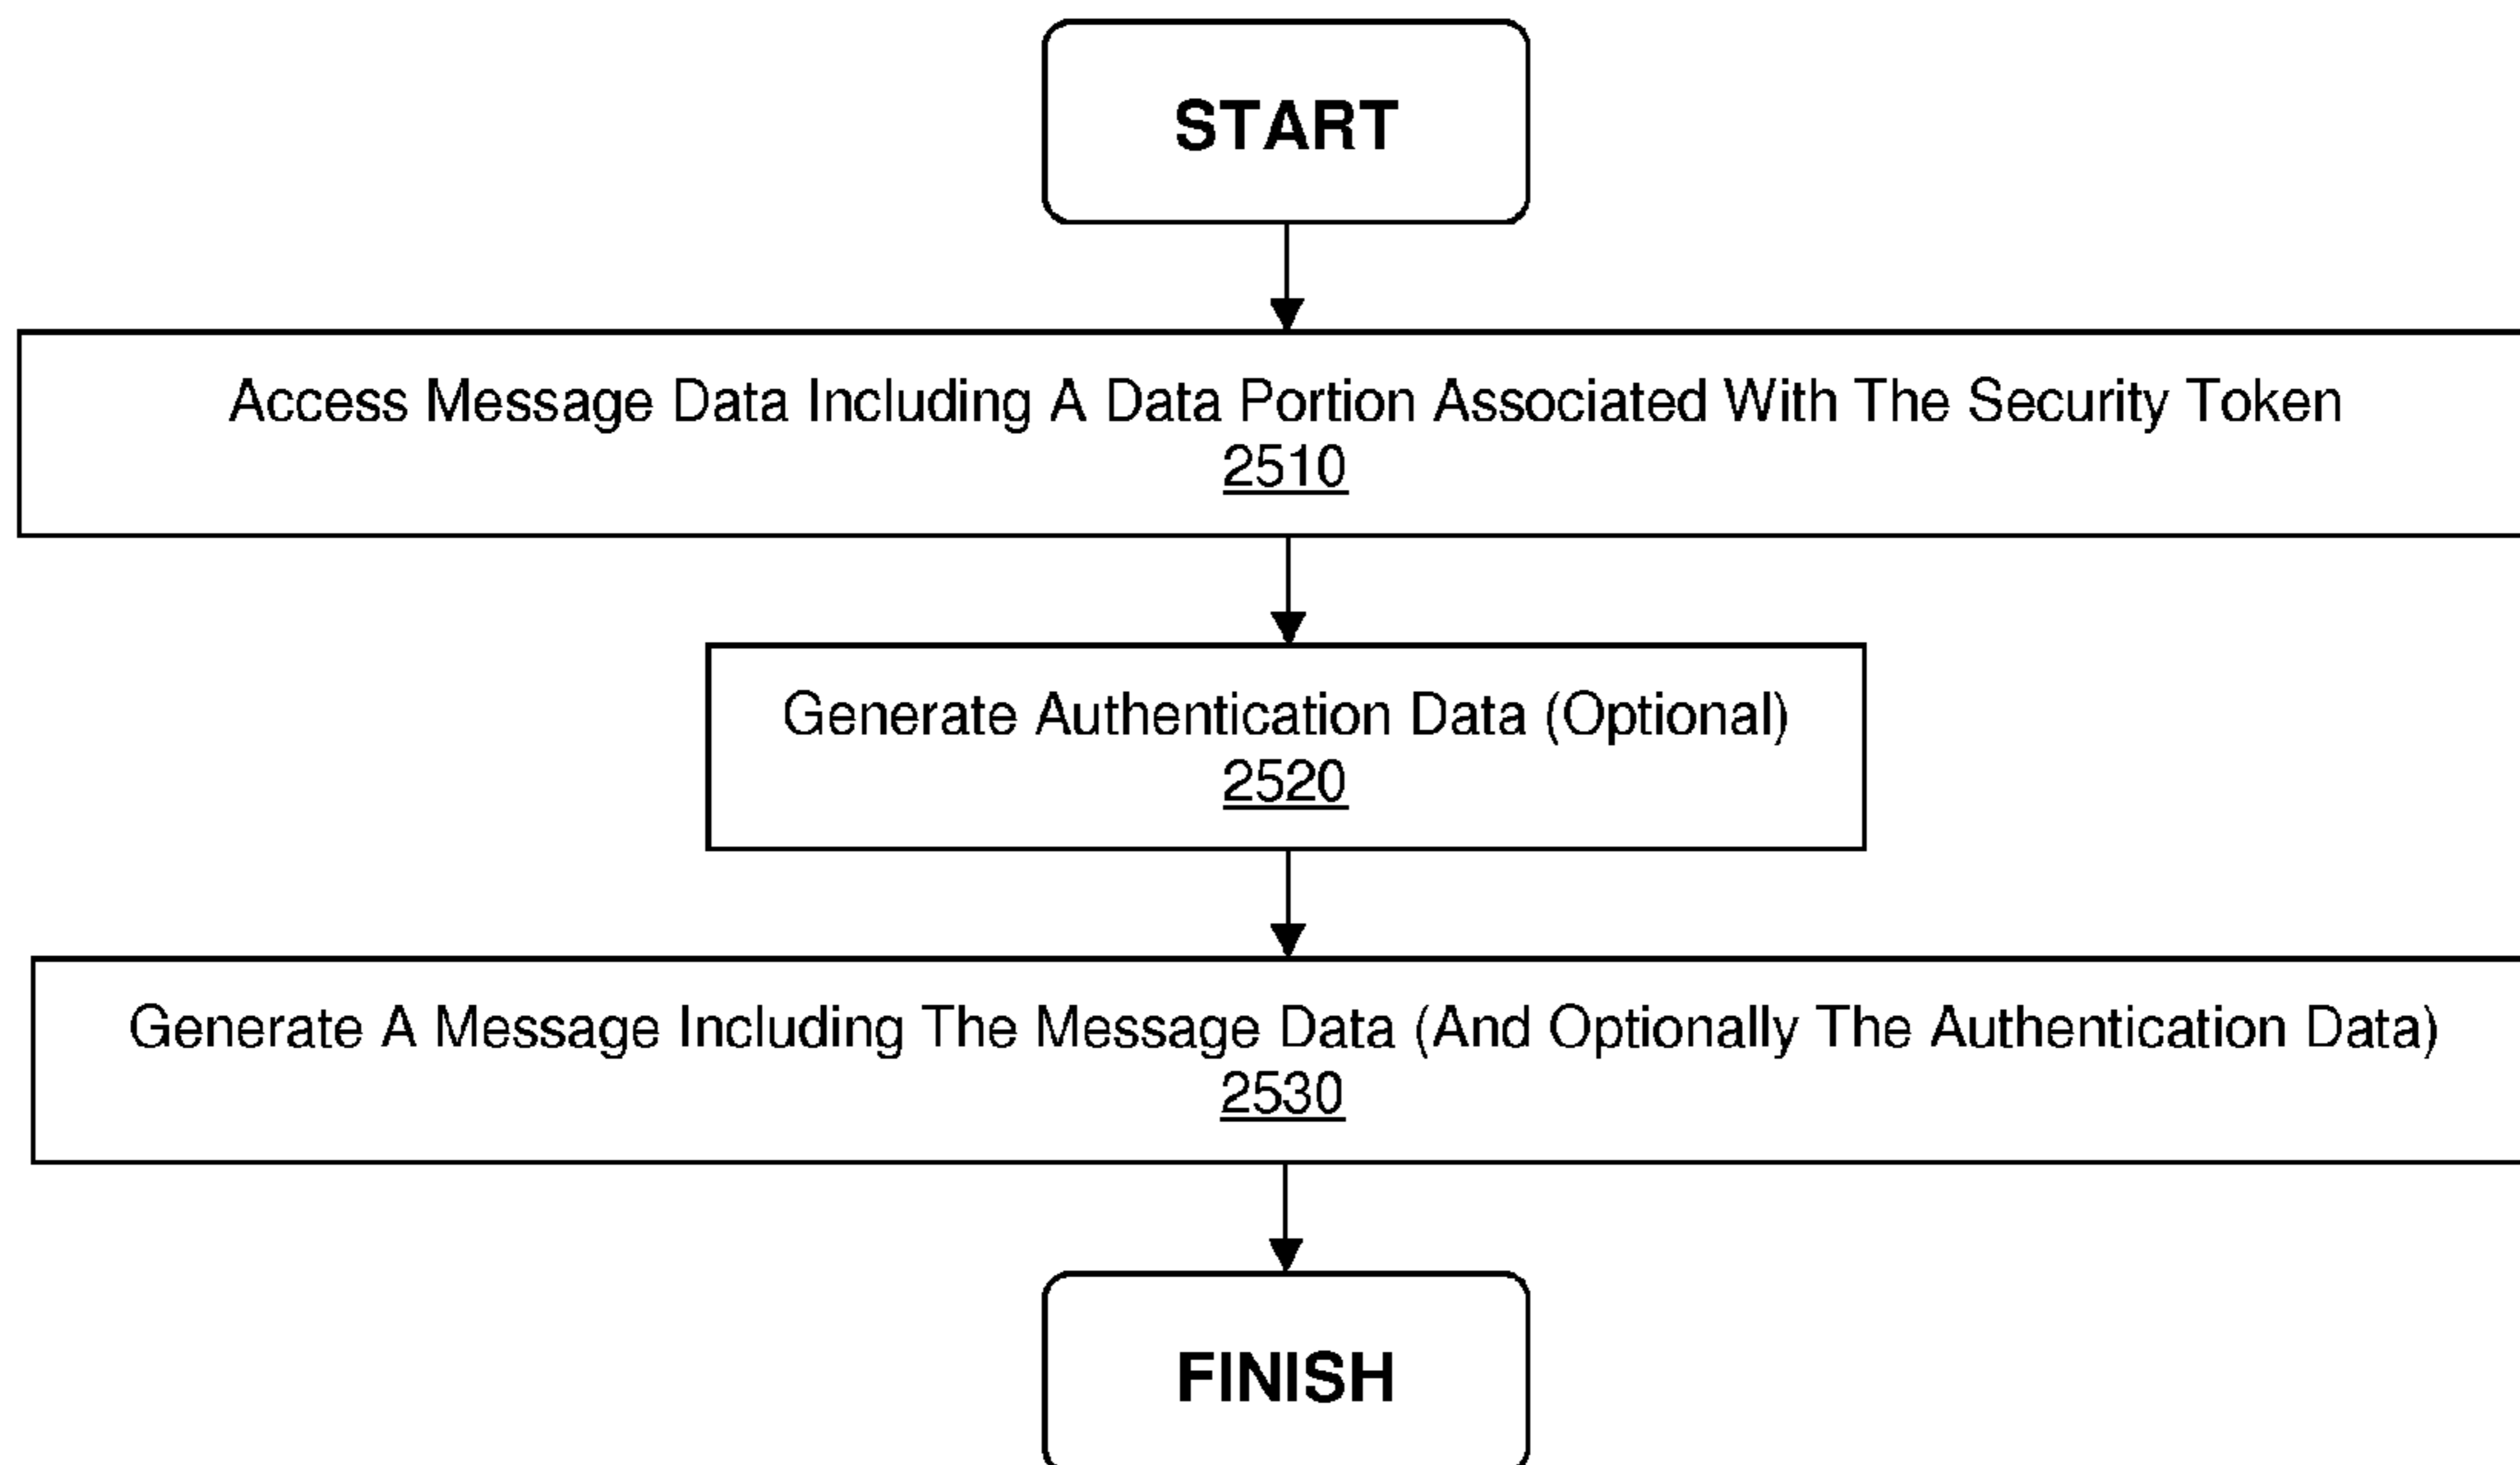 START
Access Message Data Including A Data Portion Associated With The Security Token
2510
Generate Authentication Data (Optional)
2520
Generate A Message Including The Message Data (And Optionally The Authentication Data)
2530
FINISH